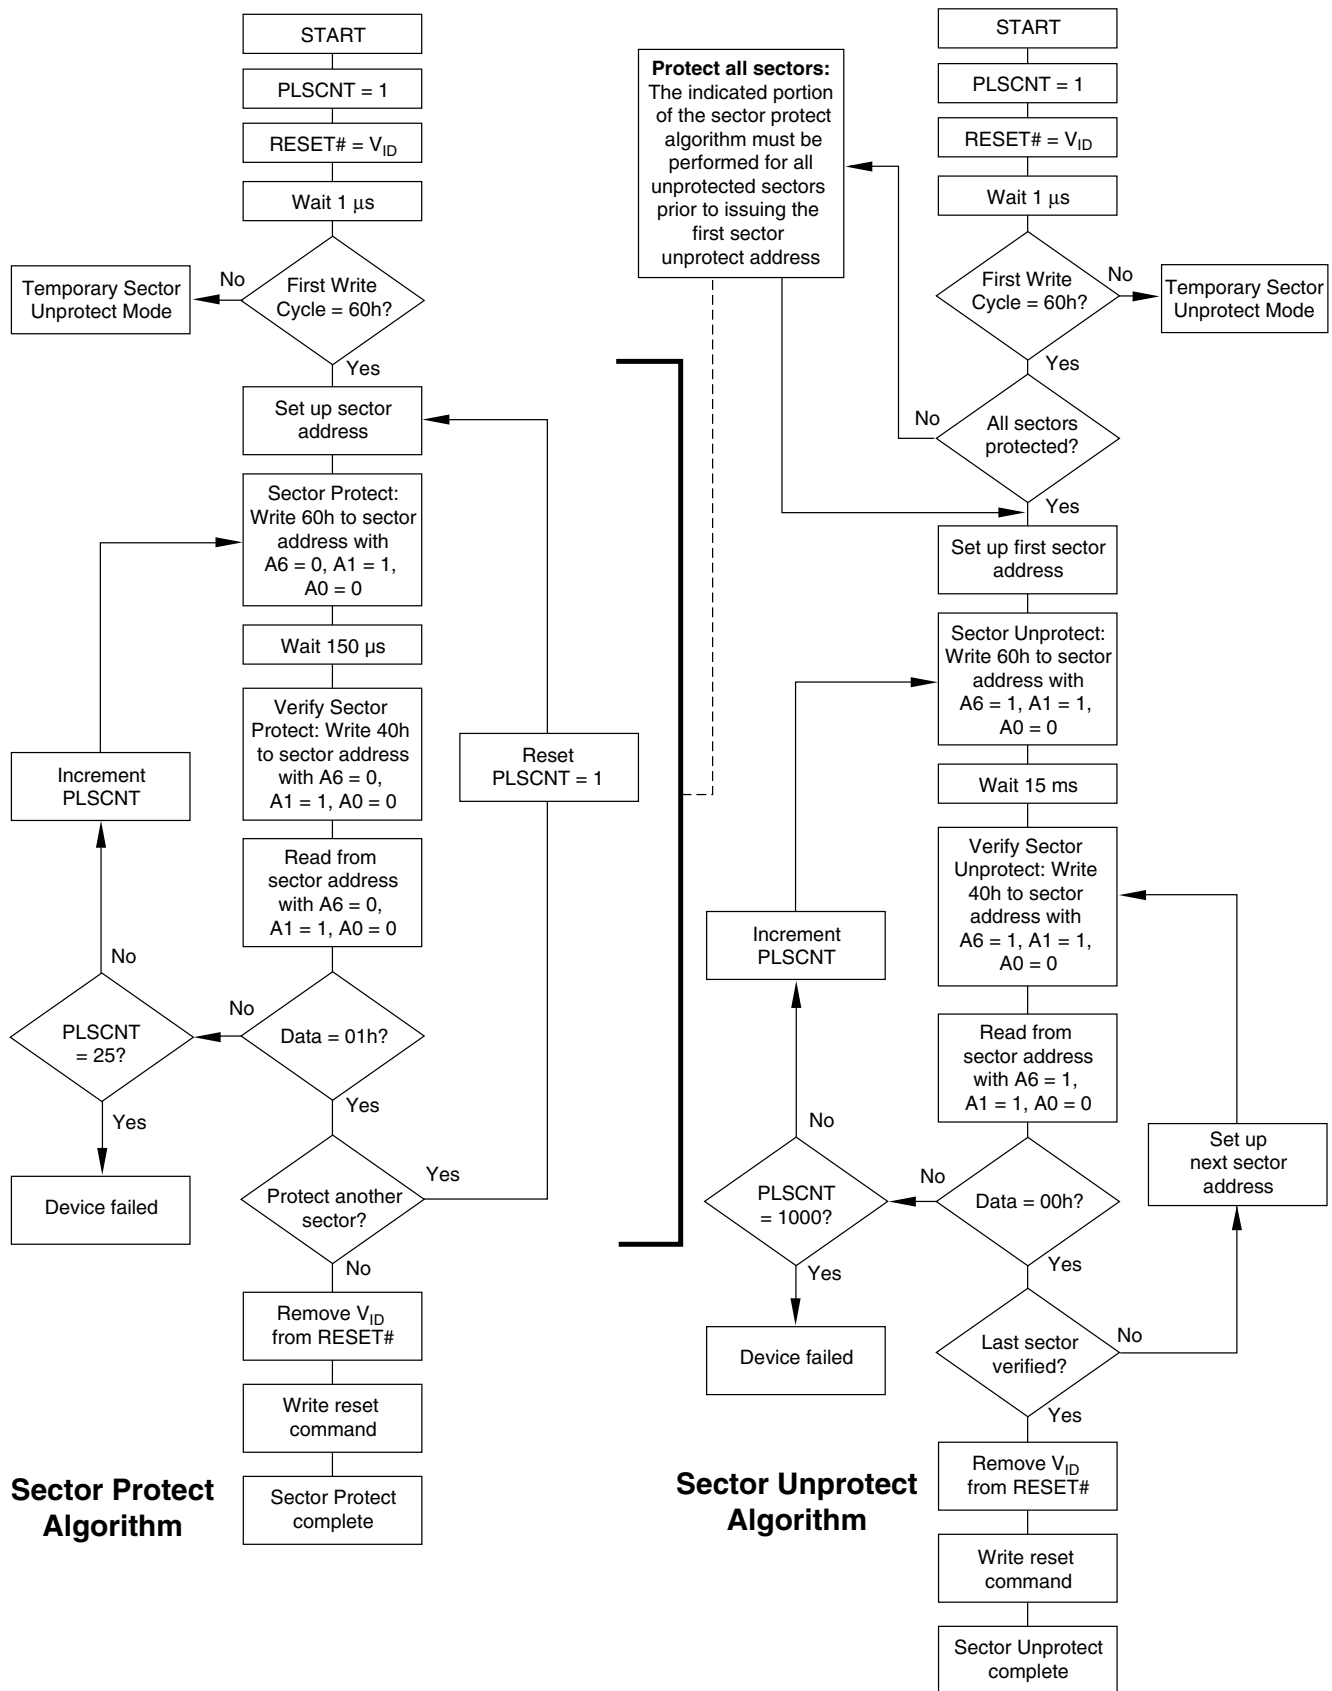 START
PLSCNT = 1
RESET# = VID
Wait 1 μs
First Write
Cycle = 60h?
No
Temporary Sector
Unprotect Mode
Yes
Set up sector
address
Sector Protect:
Write 60h to sector
address with
A6 = 0, A1 = 1,
A0 = 0
Wait 150 µs
Verify Sector
Protect: Write 40h
to sector address
with A6 = 0,
A1 = 1, A0 = 0
Increment
PLSCNT
Reset
PLSCNT = 1
Read from
sector address
with A6 = 0,
A1 = 1, A0 = 0
No
No
Data = 01h?
PLSCNT
= 25?
Yes
Yes
Device failed
Protect another
sector?
Yes
No
Remove VID
from RESET#
Write reset
command
Sector Protect
complete
Sector Protect
Algorithm
Protect all sectors:
The indicated portion
of the sector protect
algorithm must be
performed for all
unprotected sectors
prior to issuing the
first sector
unprotect address
START
PLSCNT = 1
RESET# = VID
Wait 1 μs
First Write
Cycle = 60h?
No
Temporary Sector
Unprotect Mode
Yes
No
All sectors
protected?
Yes
Set up first sector
address
Sector Unprotect:
Write 60h to sector
address with
A6 = 1, A1 = 1,
A0 = 0
Wait 15 ms
Verify Sector
Unprotect: Write
40h to sector
address with
A6 = 1, A1 = 1,
A0 = 0
Increment
PLSCNT
Read from
sector address
with A6 = 1,
A1 = 1, A0 = 0
No
No
Set up
next sector
address
PLSCNT
= 1000?
Data = 00h?
Yes
Yes
Device failed
Last sector
verified?
No
Yes
Remove VID
from RESET#
Write reset
command
Sector Unprotect
complete
Sector Unprotect
Algorithm